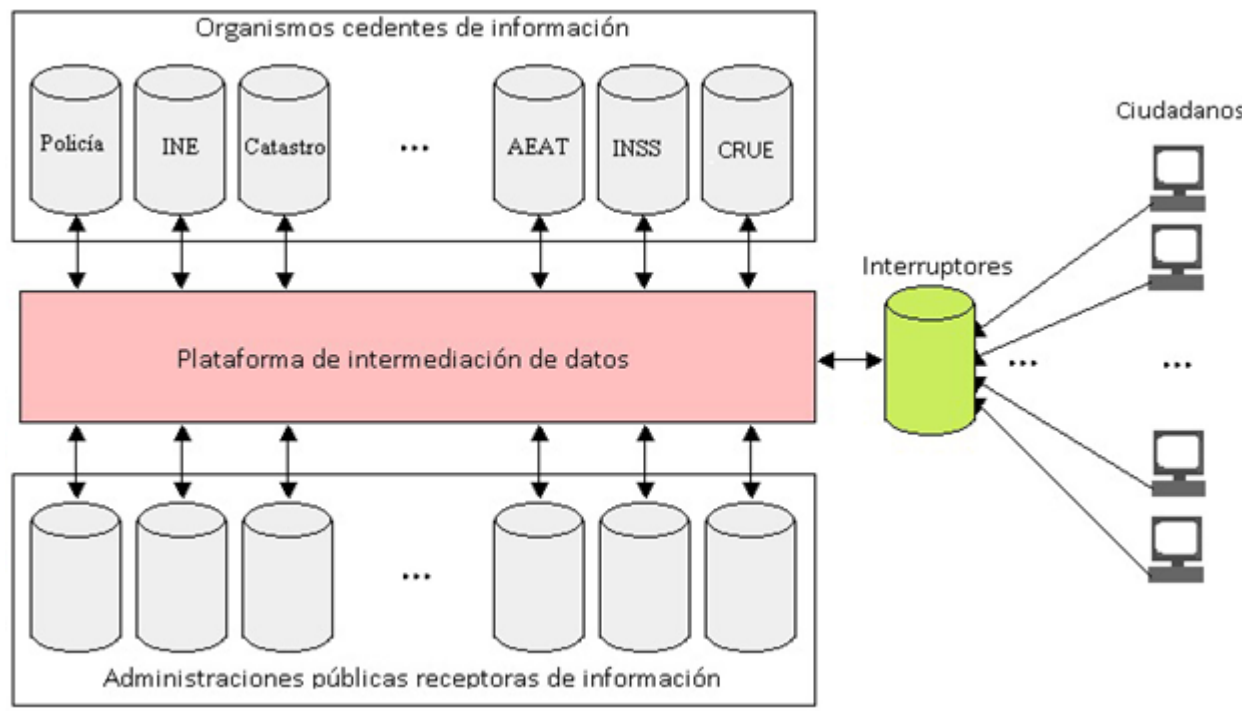 Organismos cedentes de información
Policía
INE
Catastro
...
AEAT
INSS
CRUE
Ciudadanos
Interruptores
Plataforma de intermediación de datos
...
...
...
Administraciones públicas receptoras de información